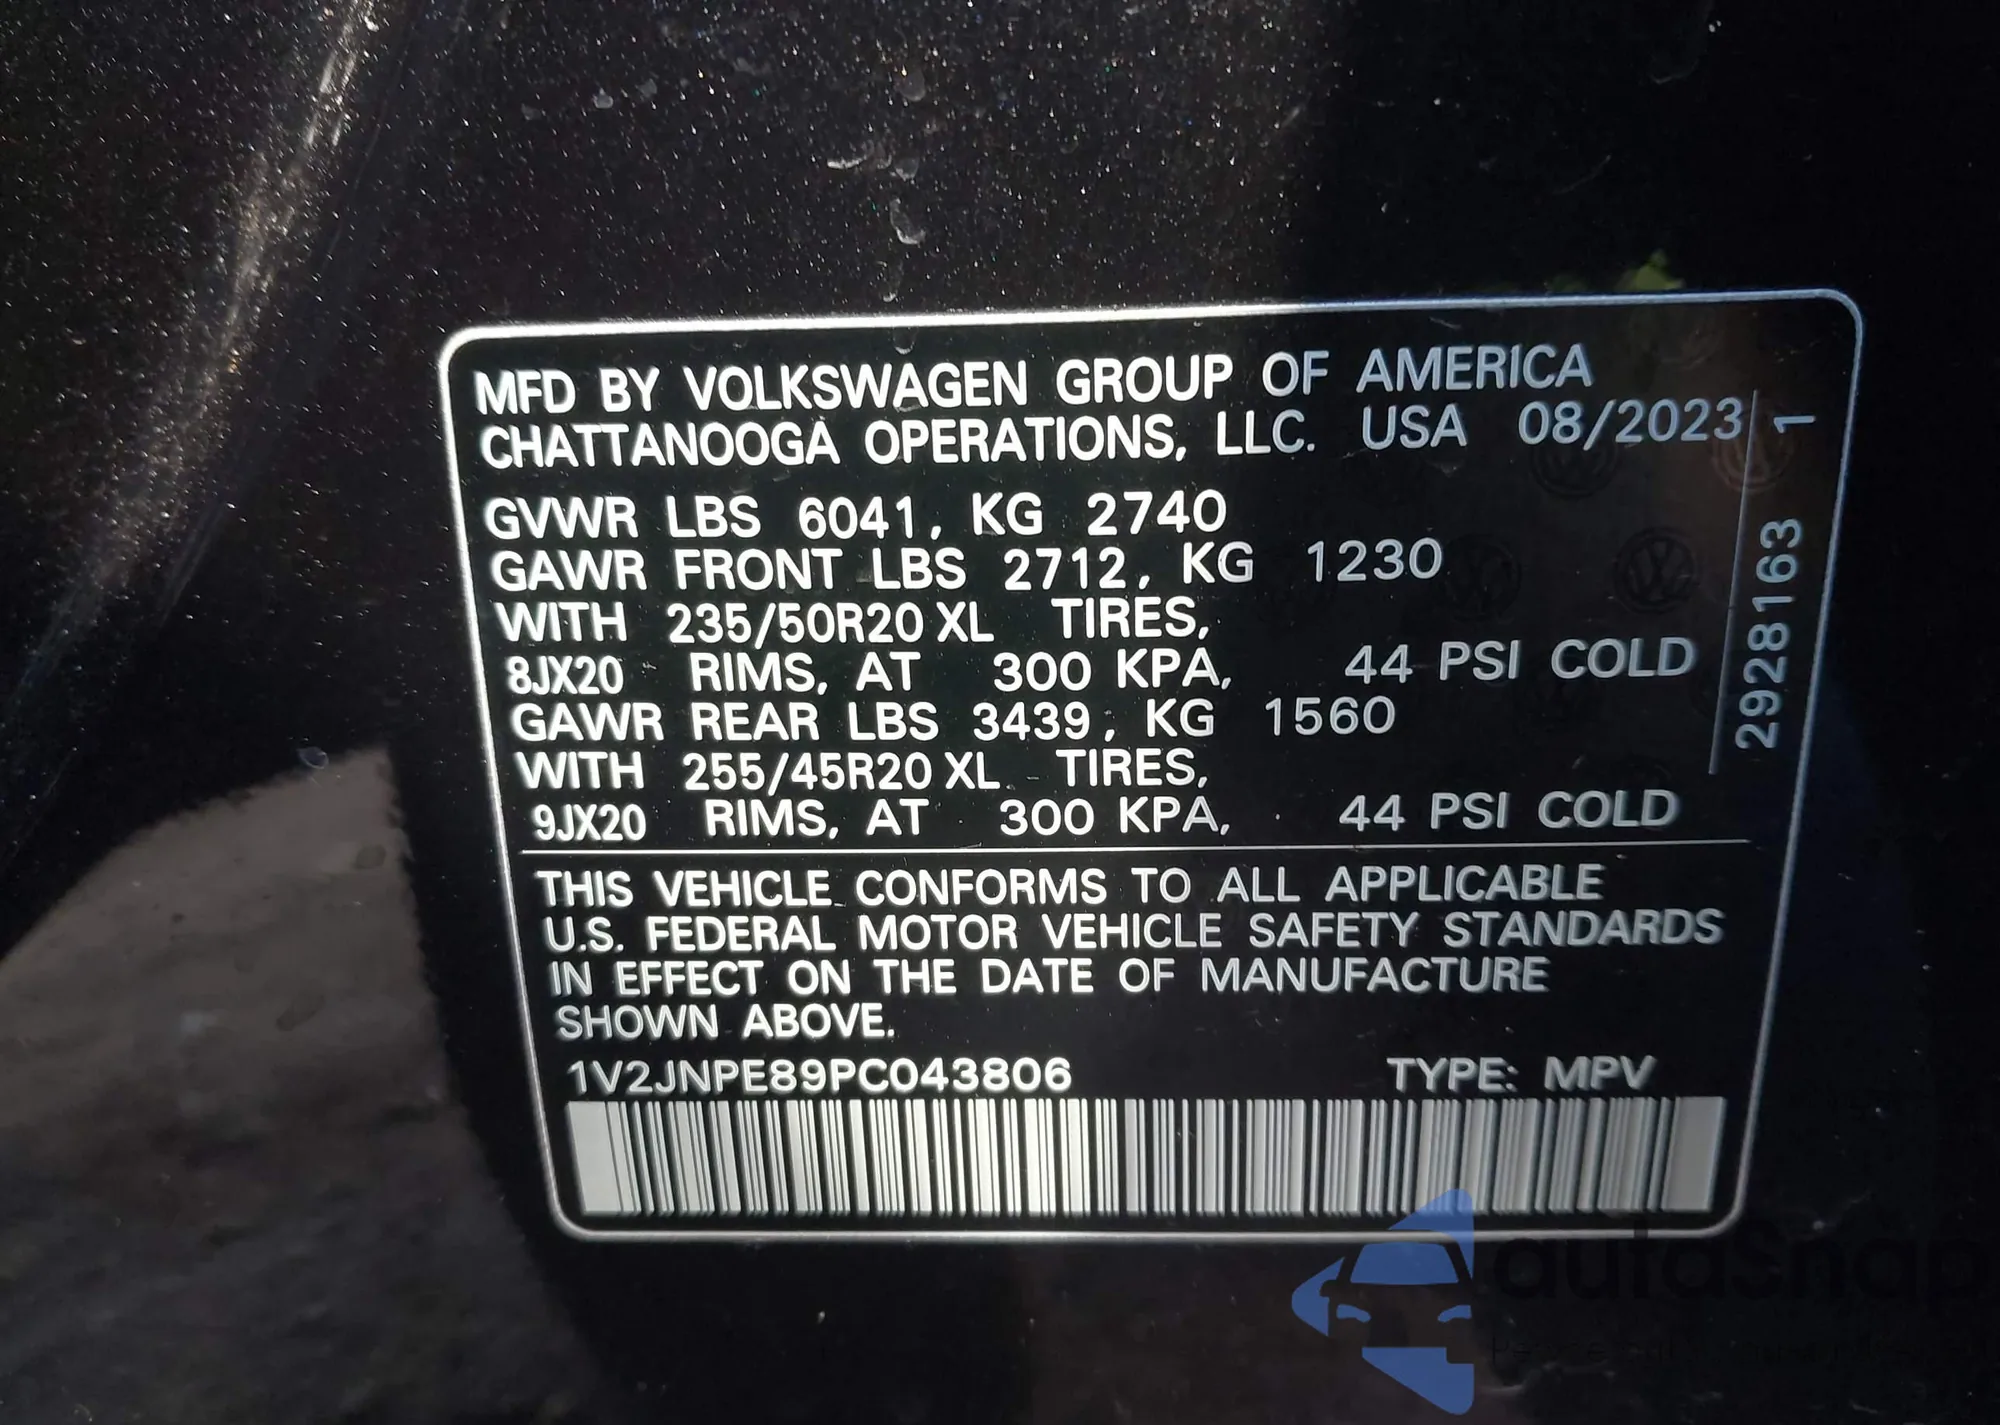 MFD BY VOLKSWAGEN GROUP OF AMERICA
CHATTANOOGA OPERATIONS, LLC. USA 08/2023
GVWR LBS 6041, KG 2740
GAWR FRONT LBS 2712, KG 1230
WITH 235/50R20 XL TIRES,
8JX20 RIMS, AT 300 KPA, 44 PSI COLD
GAWR REAR LBS 3439, KG 1560
WITH 255/45R20 XL TIRES,
9JX20 RIMS, AT 300 KPA, 44 PSI COLD
THIS VEHICLE CONFORMS TO ALL APPLICABLE
U.S. FEDERAL MOTOR VEHICLE SAFETY STANDARDS
IN EFFECT ON THE DATE OF MANUFACTURE
SHOWN ABOVE.
1V2JNPE89PC043806 TYPE: MPV
2928163 1
autosnap